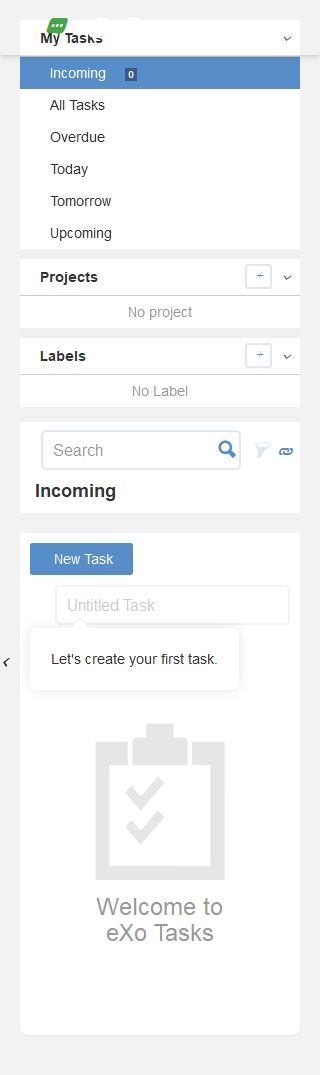 My Tasks
Incoming 0
All Tasks
Overdue
Today
Tomorrow
Upcoming
Projects +
No project
Labels +
No Label
Search
Incoming
New Task
Untitled Task
Let's create your first task.
Welcome to
eXo Tasks